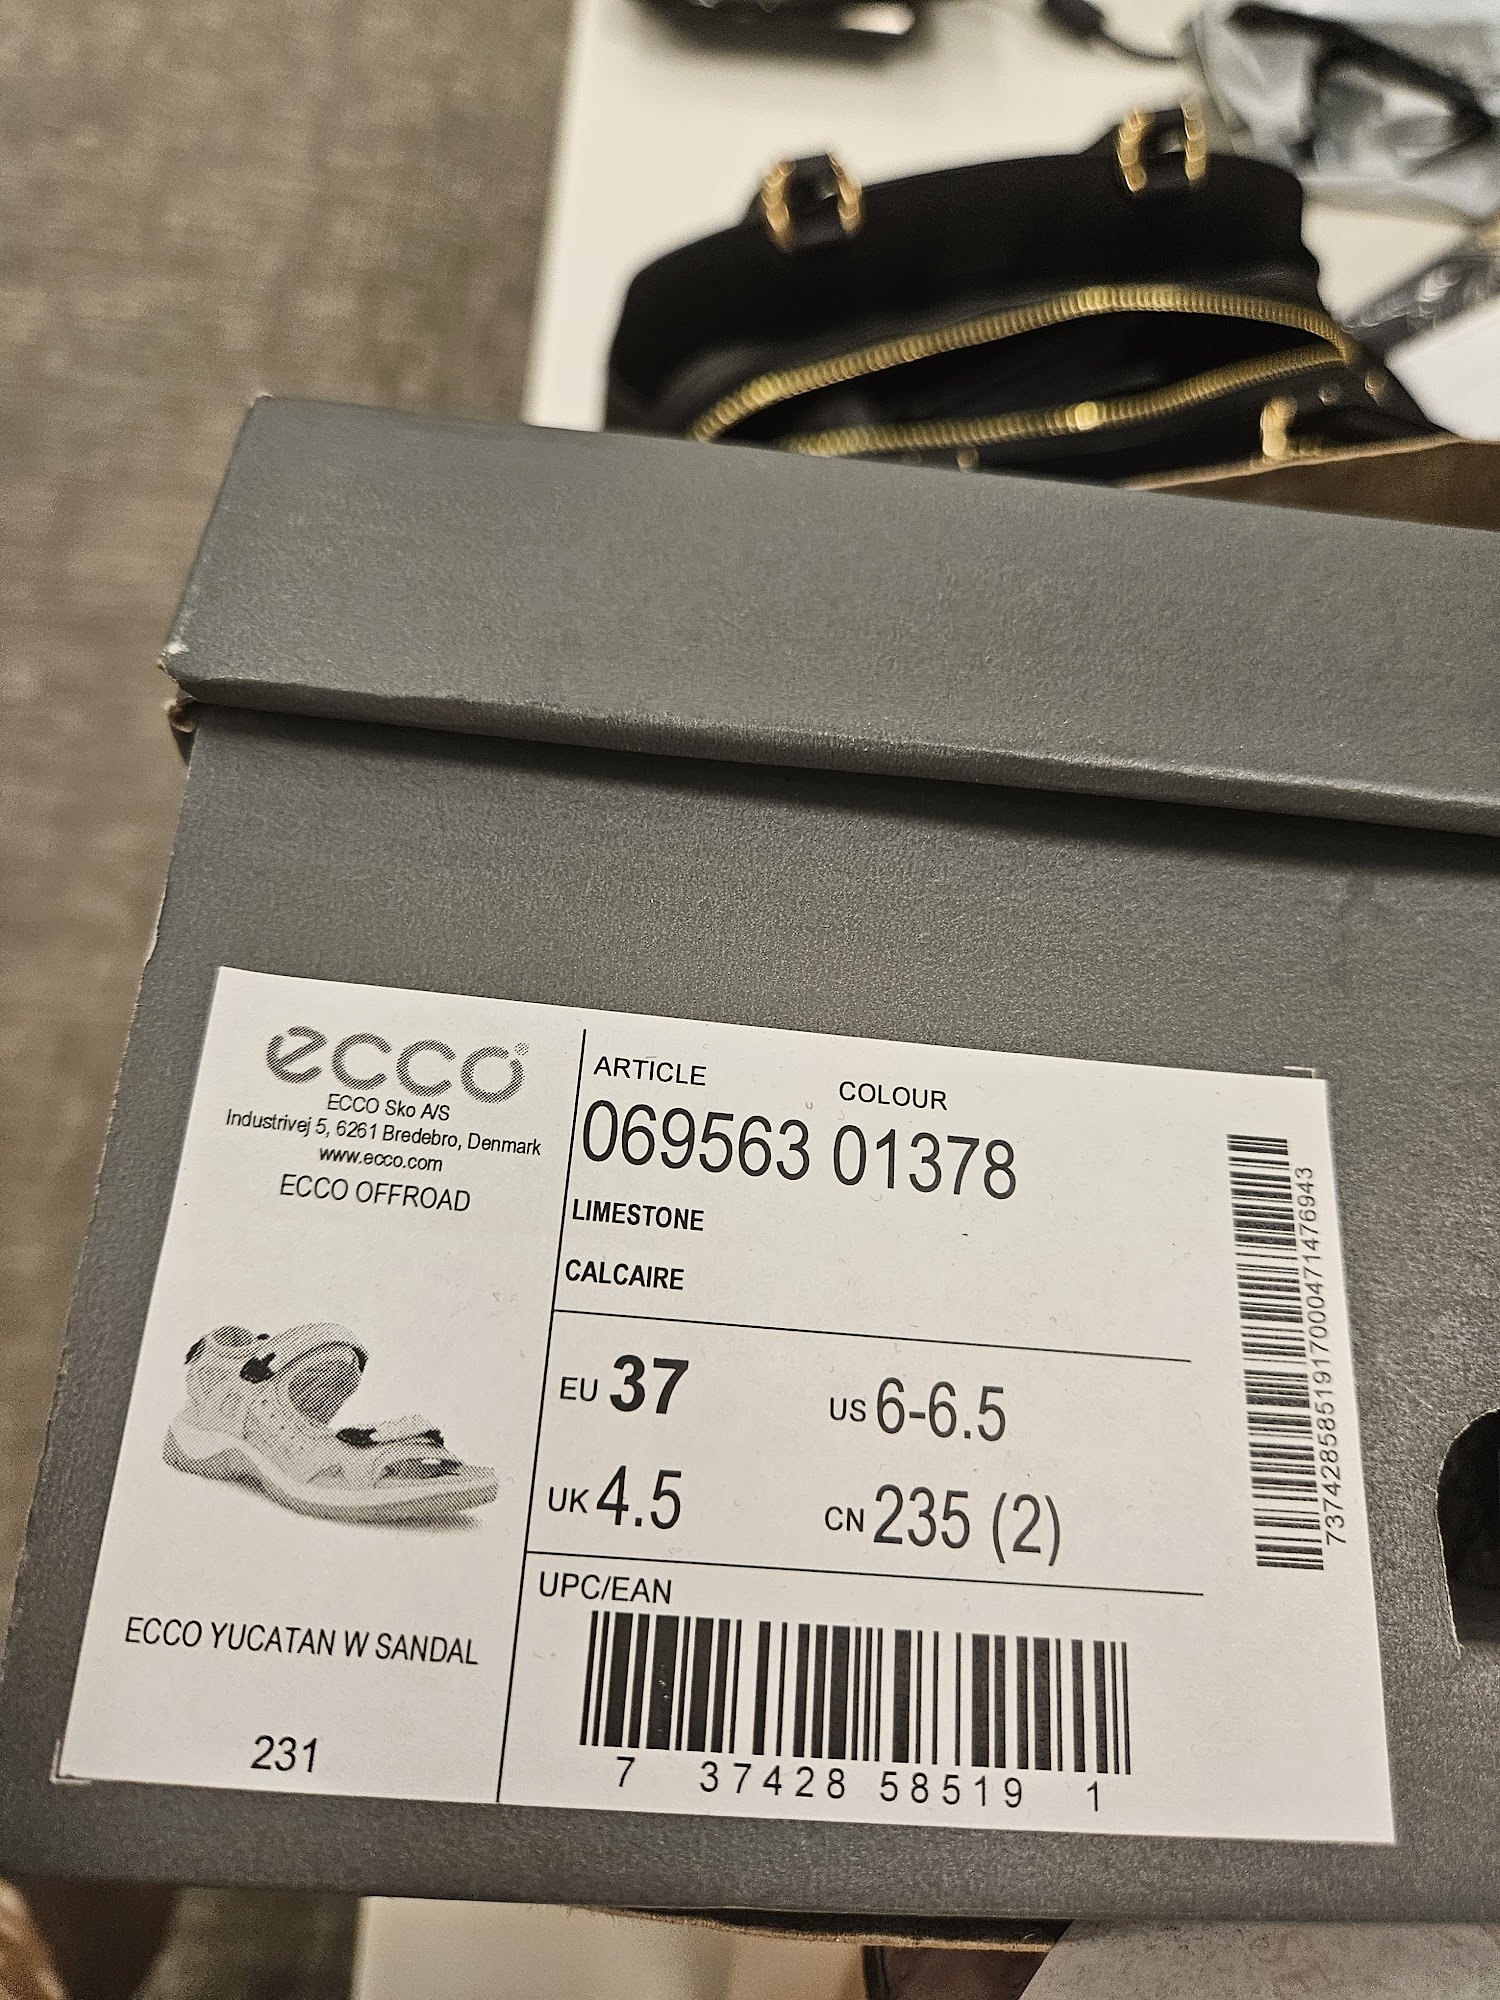 ecco
ECCO Sko A/S
Industrivej 5, 6261 Bredebro, Denmark
www.ecco.com
ECCO OFFROAD
ECCO YUCATAN W SANDAL
231
ARTICLE COLOUR
069563 01378
LIMESTONE
CALCAIRE
EU 37 US 6-6.5
UK 4.5 CN 235 (2)
UPC/EAN
7 37428 58519 1
737428585191700471476943